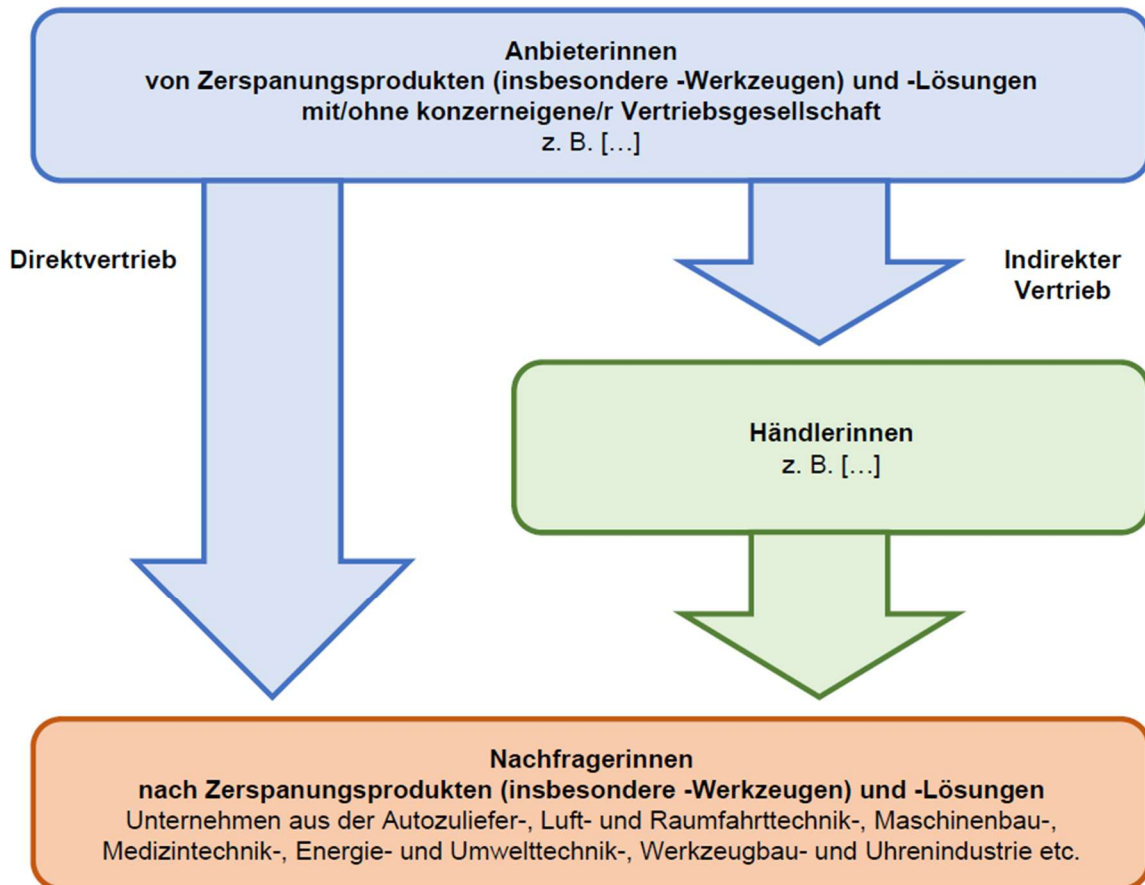 Anbieterinnen
von Zerspanungsprodukten (insbesondere -Werkzeugen) und -Lösungen
mit/ohne konzerneigene/r Vertriebsgesellschaft
z. B. […]
Direktvertrieb
Indirekter
Vertrieb
Händlerinnen
z. B. […]
Nachfragerinnen
nach Zerspanungsprodukten (insbesondere -Werkzeugen) und -Lösungen
Unternehmen aus der Autozuliefer-, Luft- und Raumfahrttechnik-, Maschinenbau-,
Medizintechnik-, Energie- und Umwelttechnik-, Werkzeugbau- und Uhrenindustrie etc.